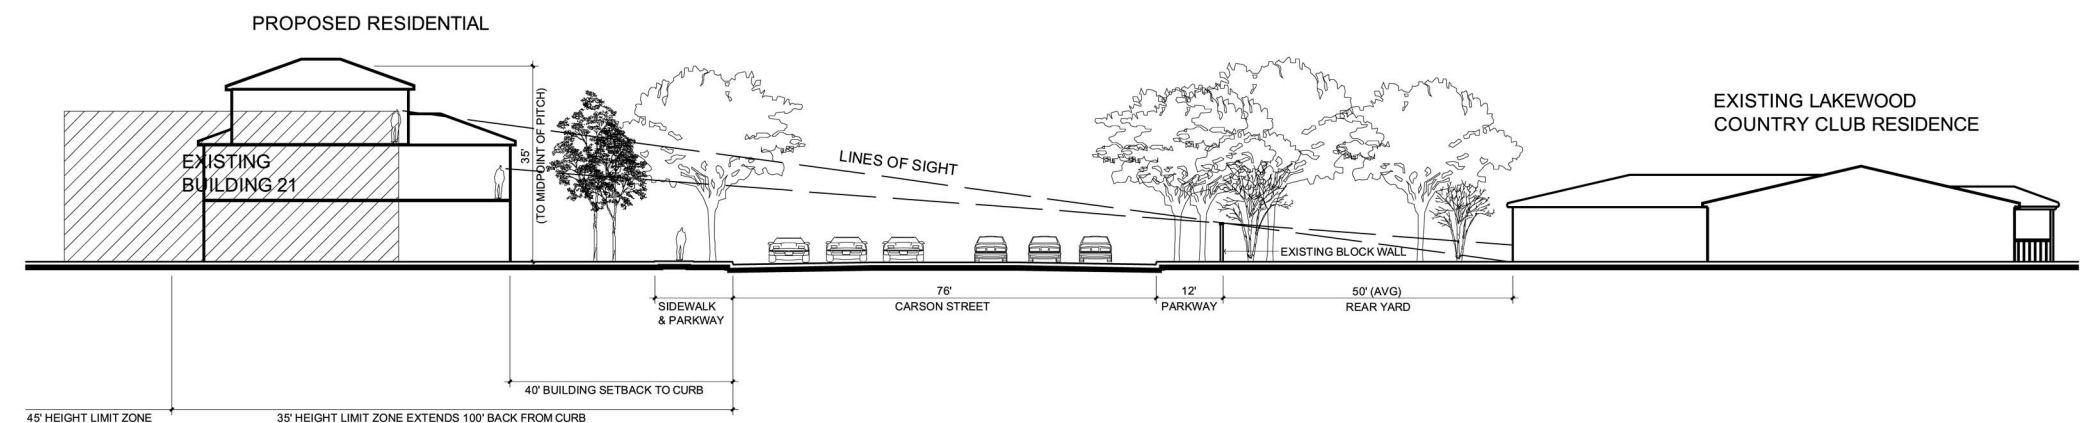 PROPOSED RESIDENTIAL
EXISTING LAKEWOOD
COUNTRY CLUB RESIDENCE
35'
(TO MIDPOINT OF PITCH)
LINES OF SIGHT
EXISTING
BUILDING 21
EXISTING BLOCK WALL
76'
12'
50' (AVG)
SIDEWALK
& PARKWAY
CARSON STREET
PARKWAY
REAR YARD
40' BUILDING SETBACK TO CURB
45' HEIGHT LIMIT ZONE
35' HEIGHT LIMIT ZONE EXTENDS 100' BACK FROM CURB